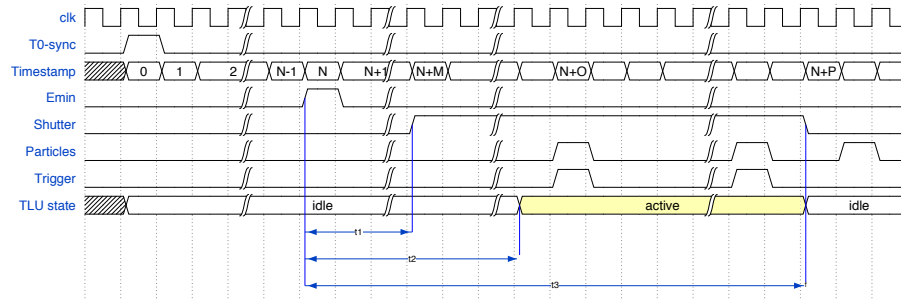 clk
T0-sync
Timestamp 0 1 2 N-1 N N+1 N+M N+O N+P
Emin
Shutter
Particles
Trigger
TLU state idle active idle
t1
t2
t3